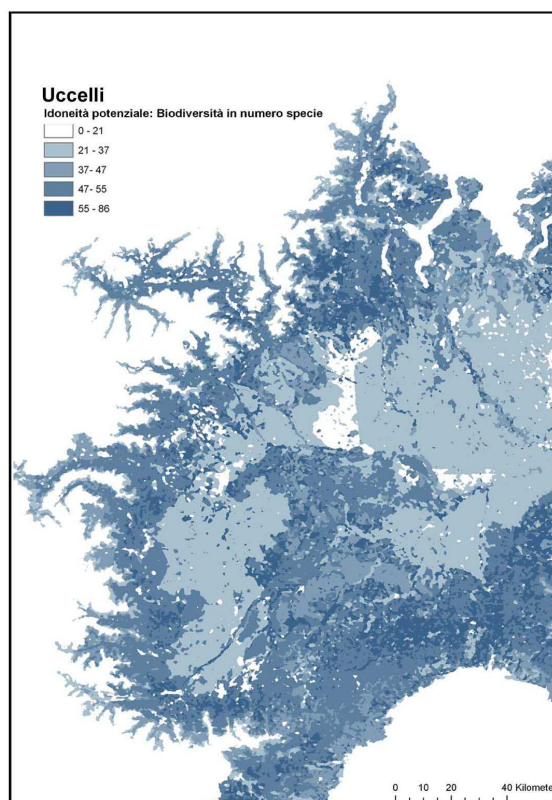 Uccelli
Idoneità potenziale: Biodiversità in numero specie
0 - 21
21 - 37
37- 47
47- 55
55 - 86
0 10 20 40 Kilomete